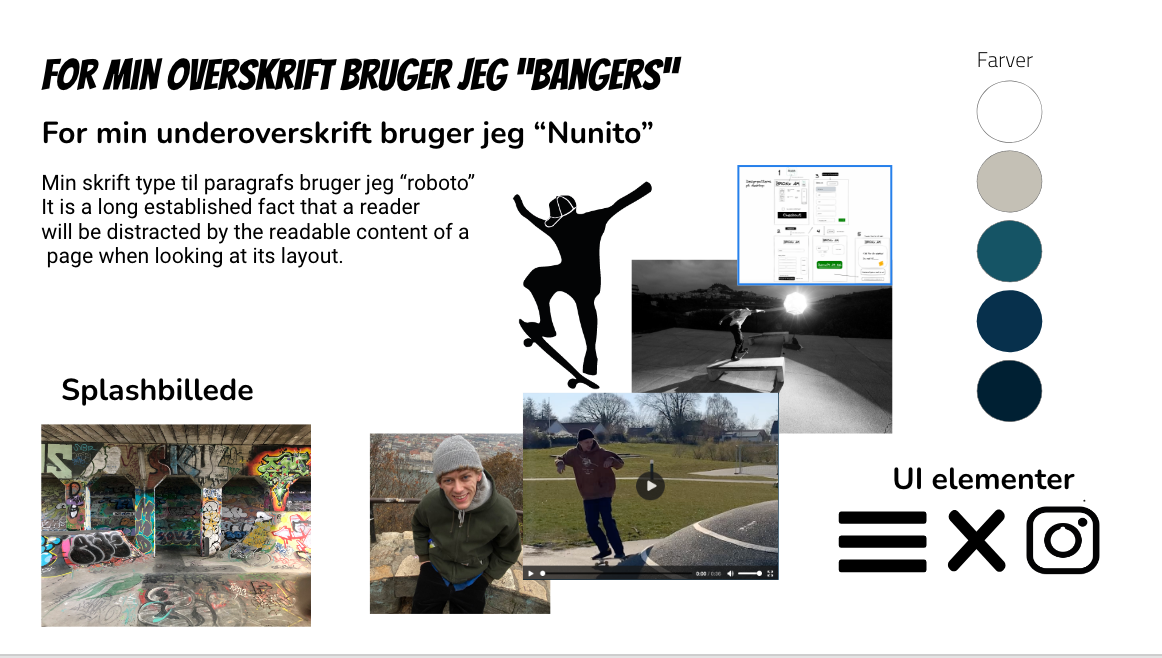 FOR MIN OVERSKRIFT BRUGER JEG "BANGERS"
For min underoverskrift bruger jeg “Nunito”
Min skrift type til paragrafs bruger jeg “roboto”
It is a long established fact that a reader
will be distracted by the readable content of a
page when looking at its layout.
Farver
Splashbillede
UI elementer
0:00 / 0:36